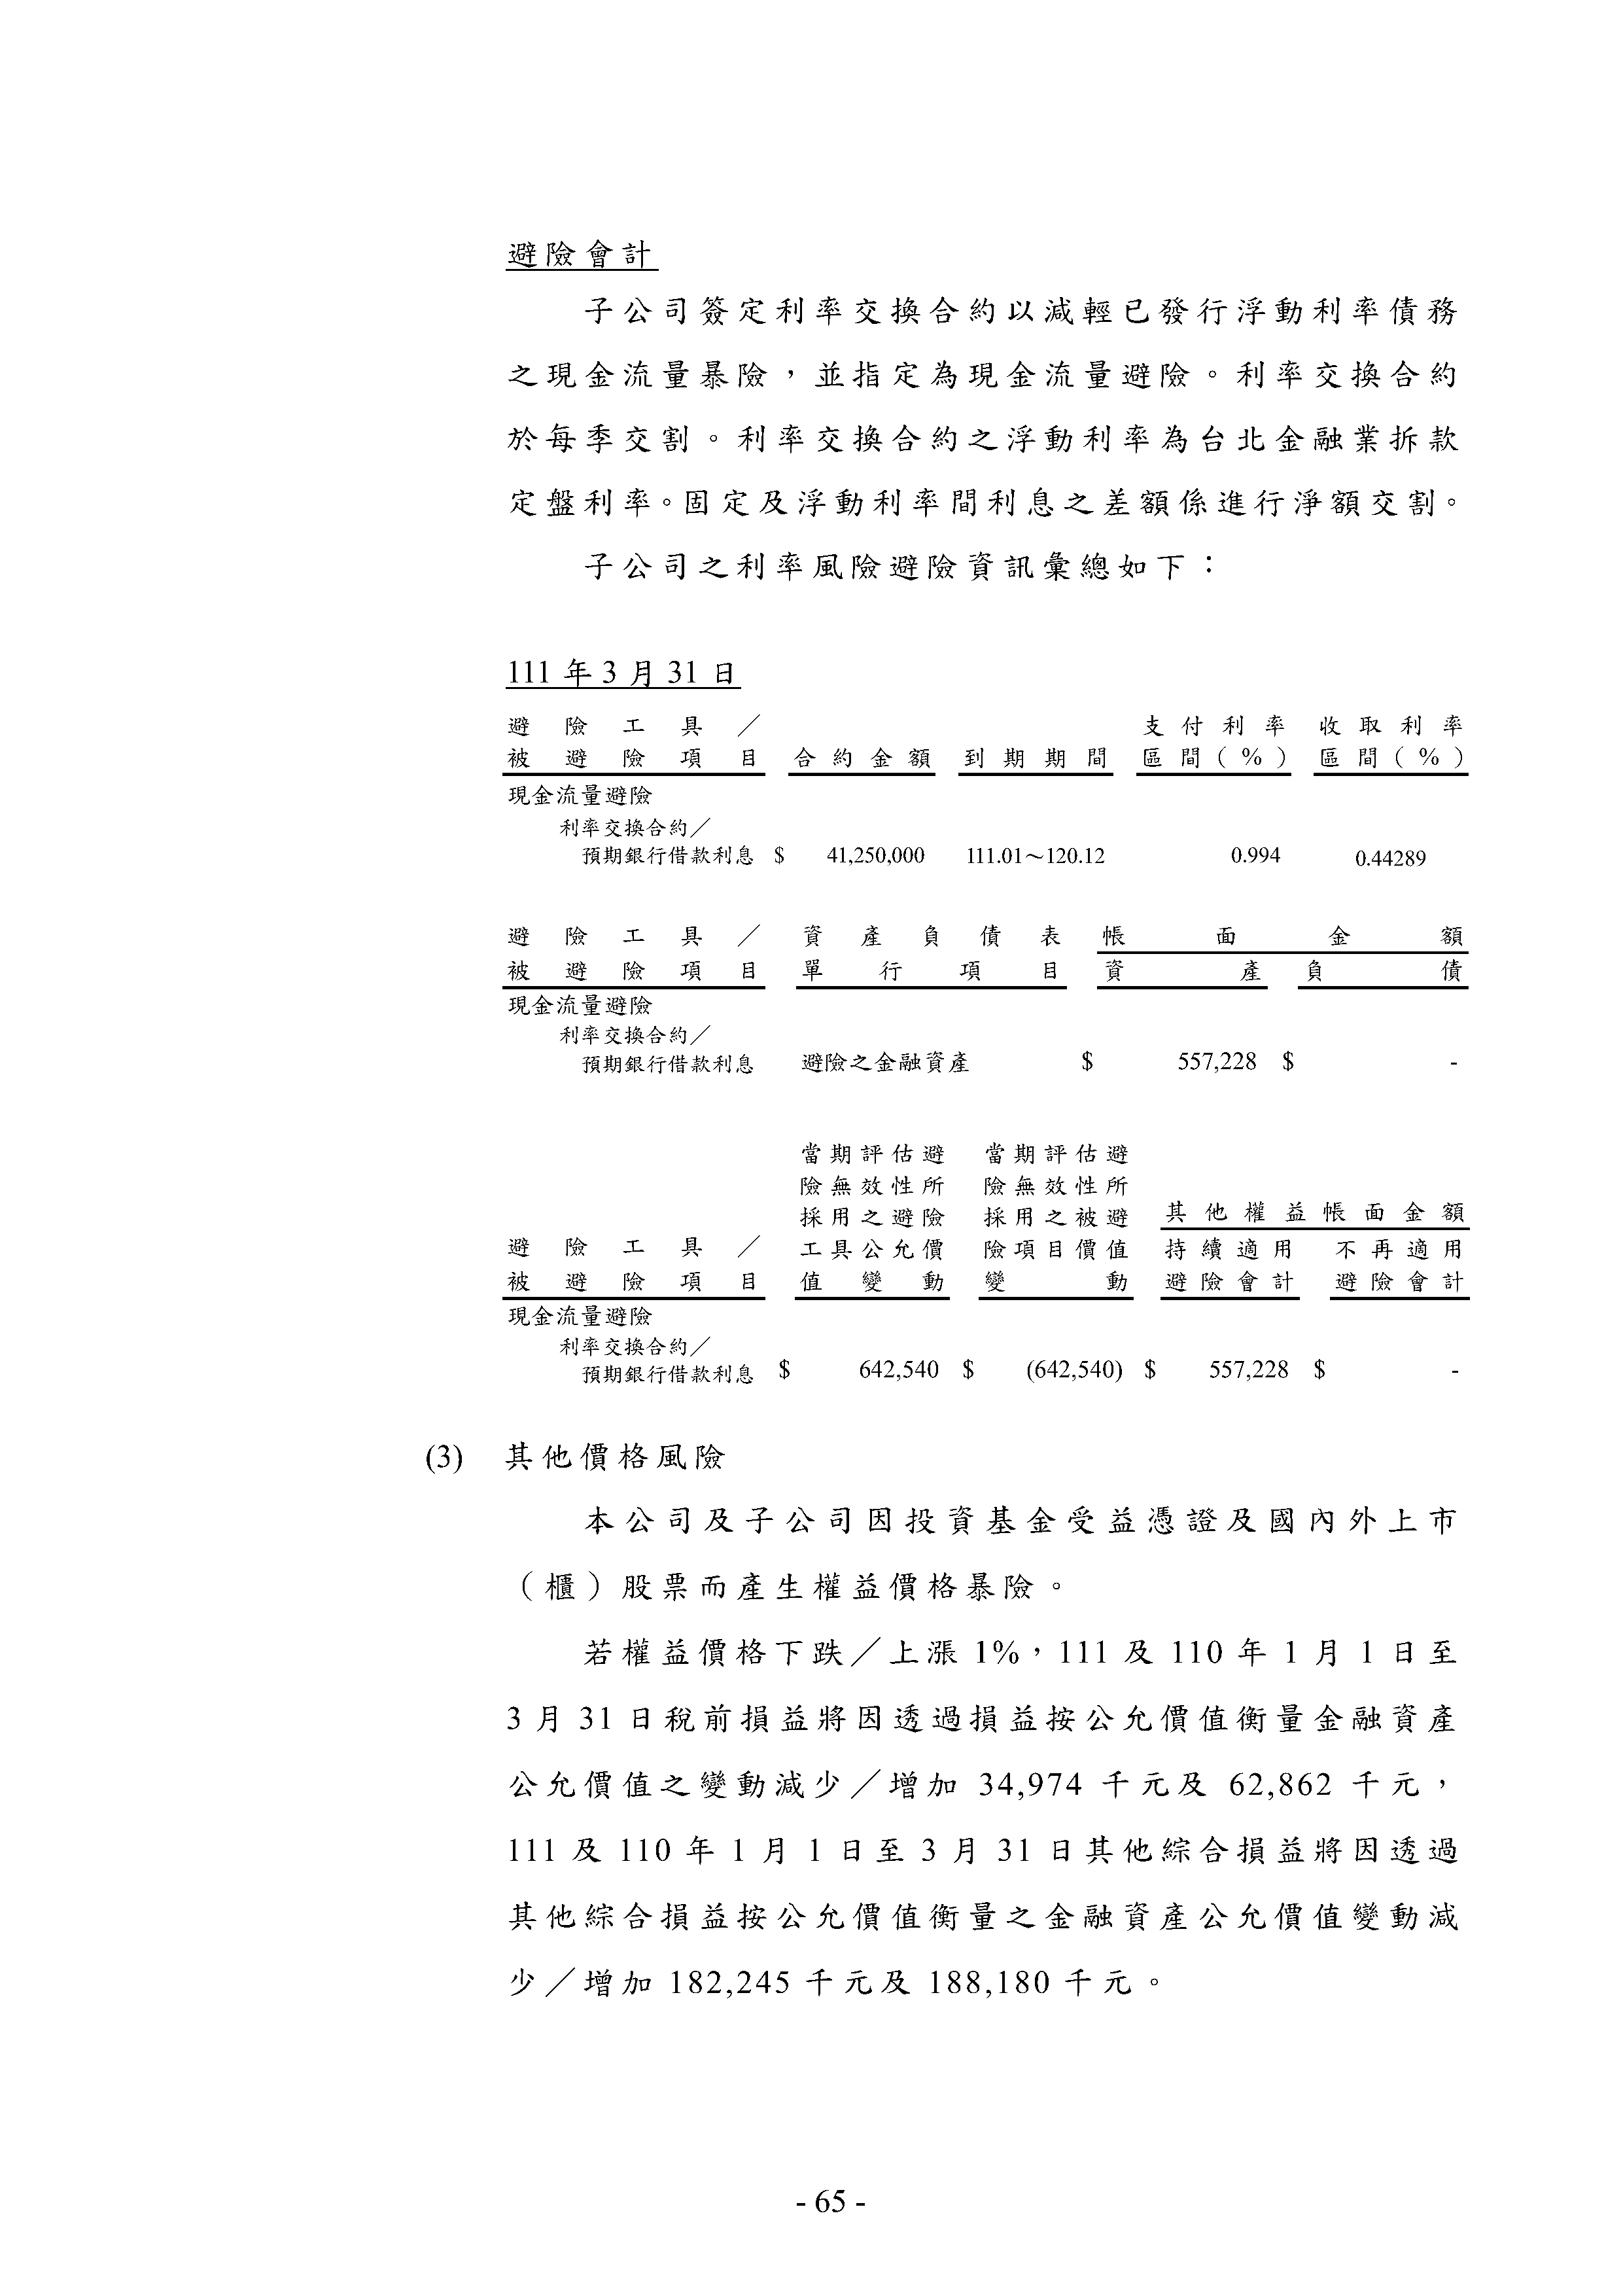 避險會計
子公司簽定利率交換合約以減輕已發行浮動利率債務
之現金流量暴險，並指定為現金流量避險。利率交換合約
於每季交割。利率交換合約之浮動利率為台北金融業拆款
定盤利率。固定及浮動利率間利息之差額係進行淨額交割。
子公司之利率風險避險資訊彙總如下：
111 年 3 月 31 日
避險工具／ 支付利率 收取利率
被避險項目 合約金額 到期期間 區間(%) 區間(%)
現金流量避險
利率交換合約／
預期銀行借款利息 $ 41,250,000 111.01～120.12 0.994 0.44289
避險工具／ 資產負債表 帳面金額
被避險項目 單行項目 資產 負債
現金流量避險
利率交換合約／
預期銀行借款利息 避險之金融資產 $ 557,228 $ -
當期評估避 當期評估避
險無效性所 險無效性所
採用之避險 採用之被避 其他權益帳面金額
避險工具／ 工具公允價 險項目價值 持續適用 不再適用
被避險項目 值變動 變動 避險會計 避險會計
現金流量避險
利率交換合約／
預期銀行借款利息 $ 642,540 $ (642,540) $ 557,228 $ -
(3) 其他價格風險
本公司及子公司因投資基金受益憑證及國內外上市
（櫃）股票而產生權益價格暴險。
若權益價格下跌／上漲 1%，111 及 110 年 1 月 1 日至
3 月 31 日稅前損益將因透過損益按公允價值衡量金融資產
公允價值之變動減少／增加 34,974 千元及 62,862 千元，
111 及 110 年 1 月 1 日至 3 月 31 日其他綜合損益將因透過
其他綜合損益按公允價值衡量之金融資產公允價值變動減
少／增加 182,245 千元及 188,180 千元。
- 65 -